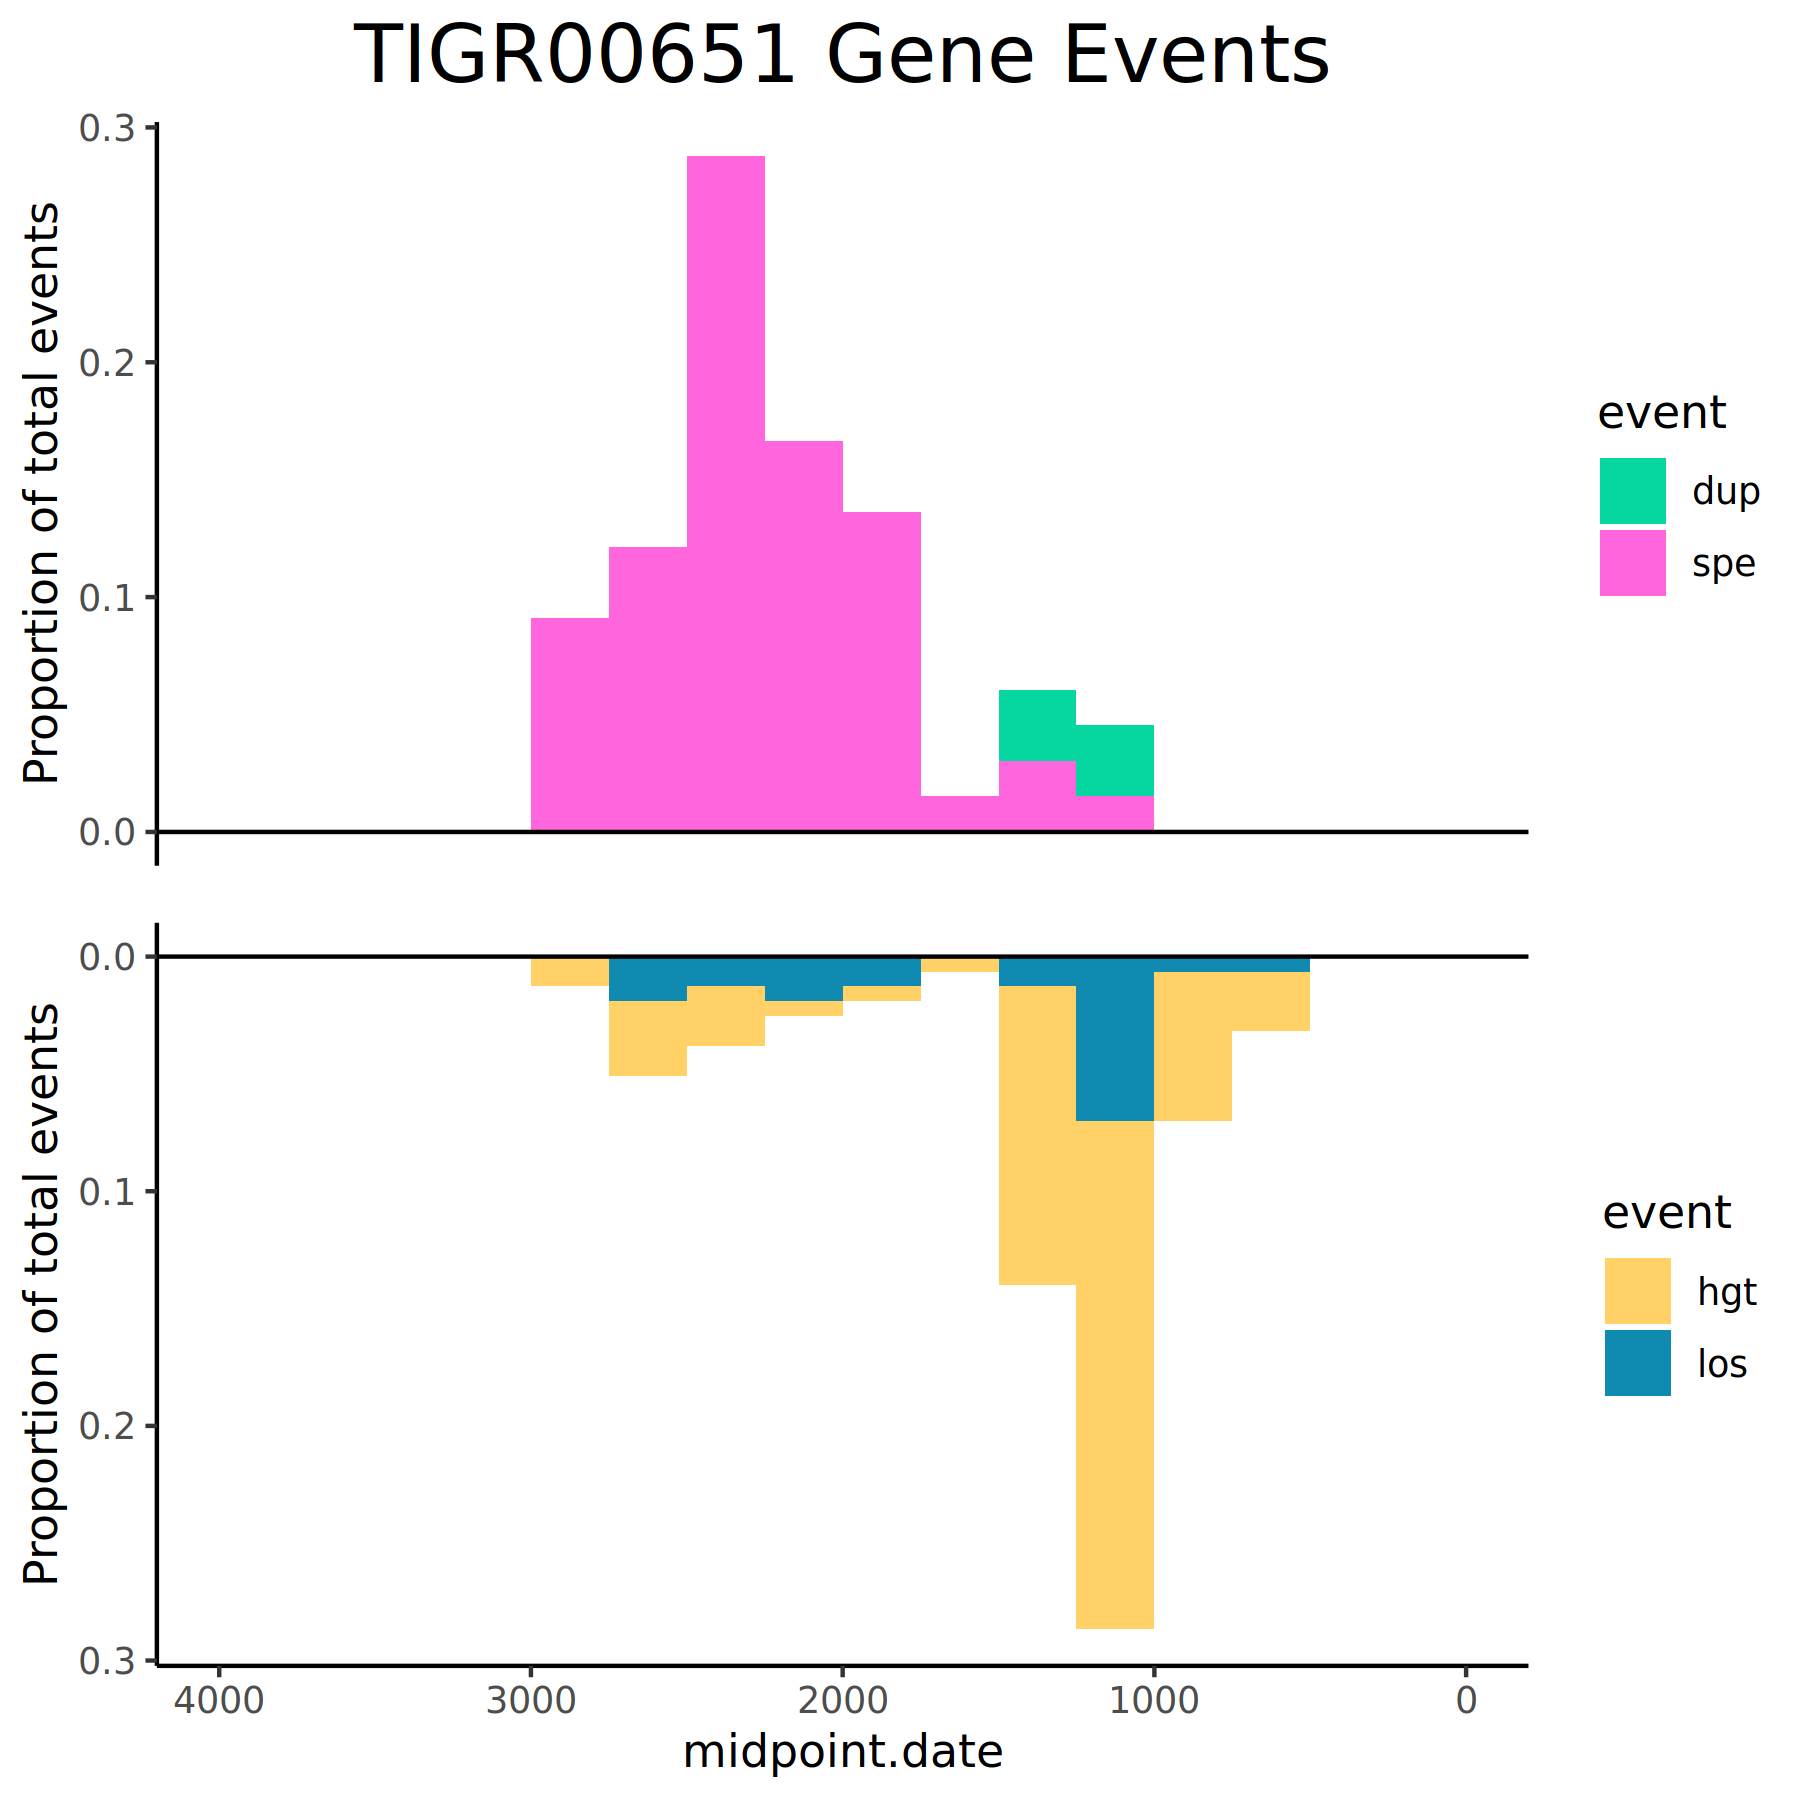 TIGR00651 Gene Events
0.3
0.2
0.1
0.0
Proportion of total events
event
dup
spe
0.0
0.1
0.2
0.3
Proportion of total events
event
hgt
los
4000 3000 2000 1000 0
midpoint.date